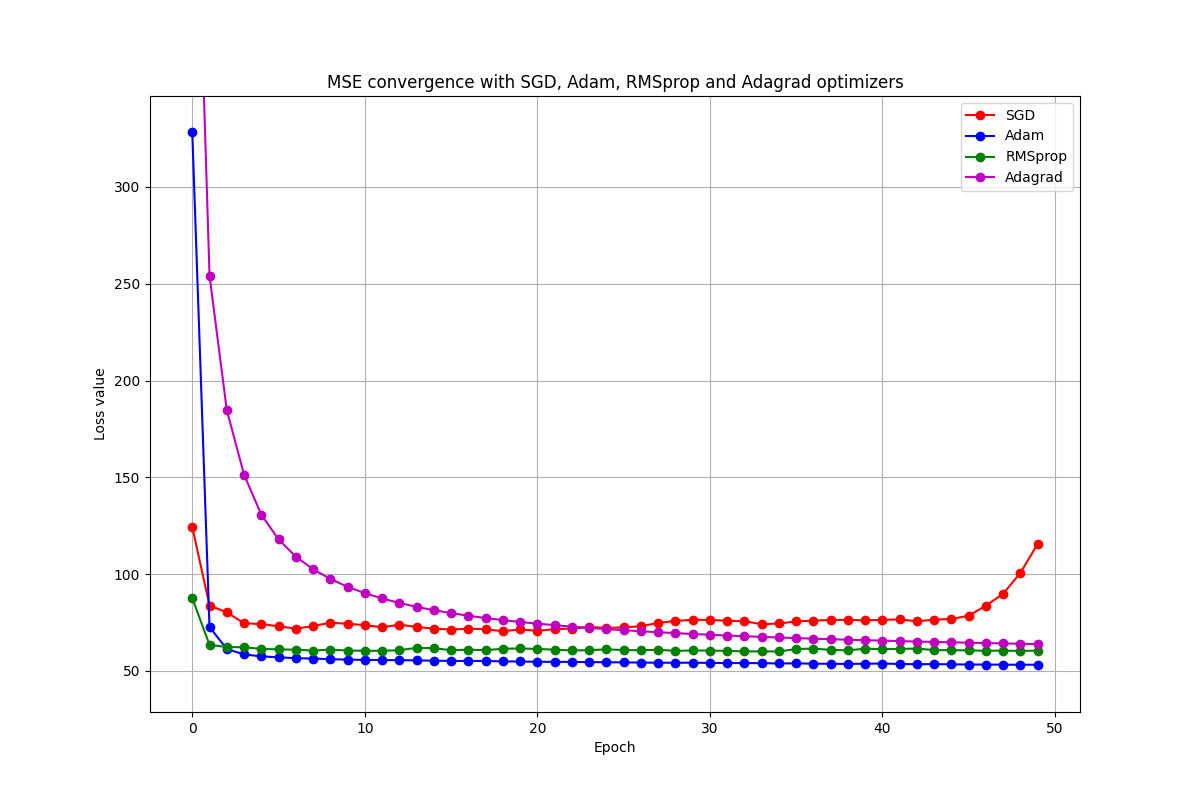 MSE convergence with SGD, Adam, RMSprop and Adagrad optimizers
SGD
Adam
RMSprop
Adagrad
300
250
200
150
100
50
Loss value
0 10 20 30 40 50
Epoch